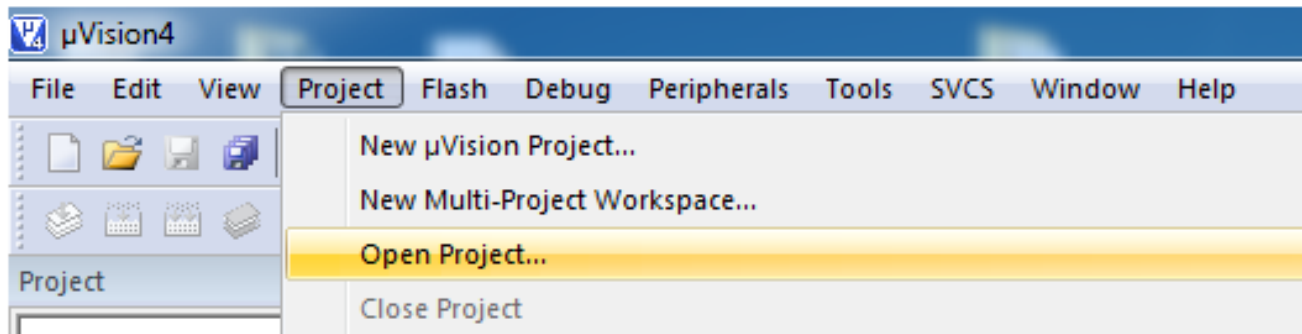 µVision4
File Edit View Project Flash Debug Peripherals Tools SVCS Window Help
New µVision Project...
New Multi-Project Workspace...
Open Project...
Project
Close Project